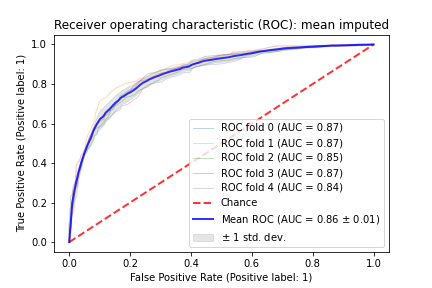 Receiver operating characteristic (ROC): mean imputed
True Positive Rate (Positive label: 1)
1.0
0.8
0.6
0.4
0.2
0.0
ROC fold 0 (AUC = 0.87)
ROC fold 1 (AUC = 0.87)
ROC fold 2 (AUC = 0.85)
ROC fold 3 (AUC = 0.87)
ROC fold 4 (AUC = 0.84)
Chance
Mean ROC (AUC = 0.86 ± 0.01)
± 1 std. dev.
0.0 0.2 0.4 0.6 0.8 1.0
False Positive Rate (Positive label: 1)